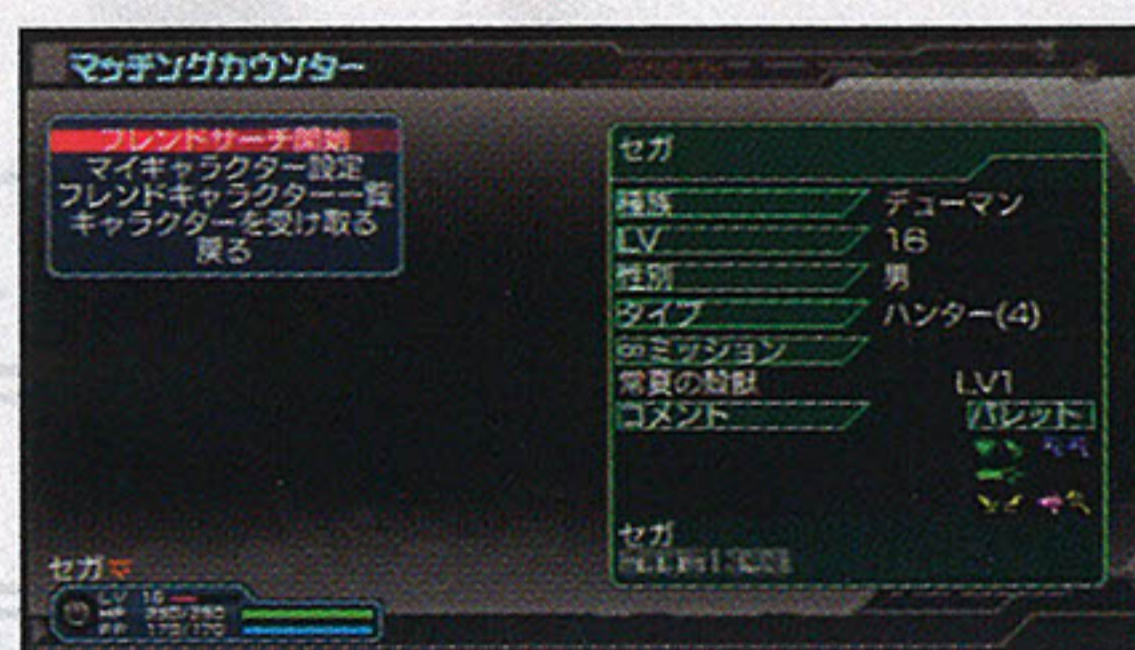 マッチングカウンター
フレンドサーチ開始
マイキャラクター設定
フレンドキャラクター一覧
キャラクターを受け取る
戻る
セガ
種族 デューマン
LV 16
性別 男
タイプ ハンター(4)
∞ミッション
常夏の殻獣 LV1
コメント パレット
セガ
セガ
LV 16
HP
PP